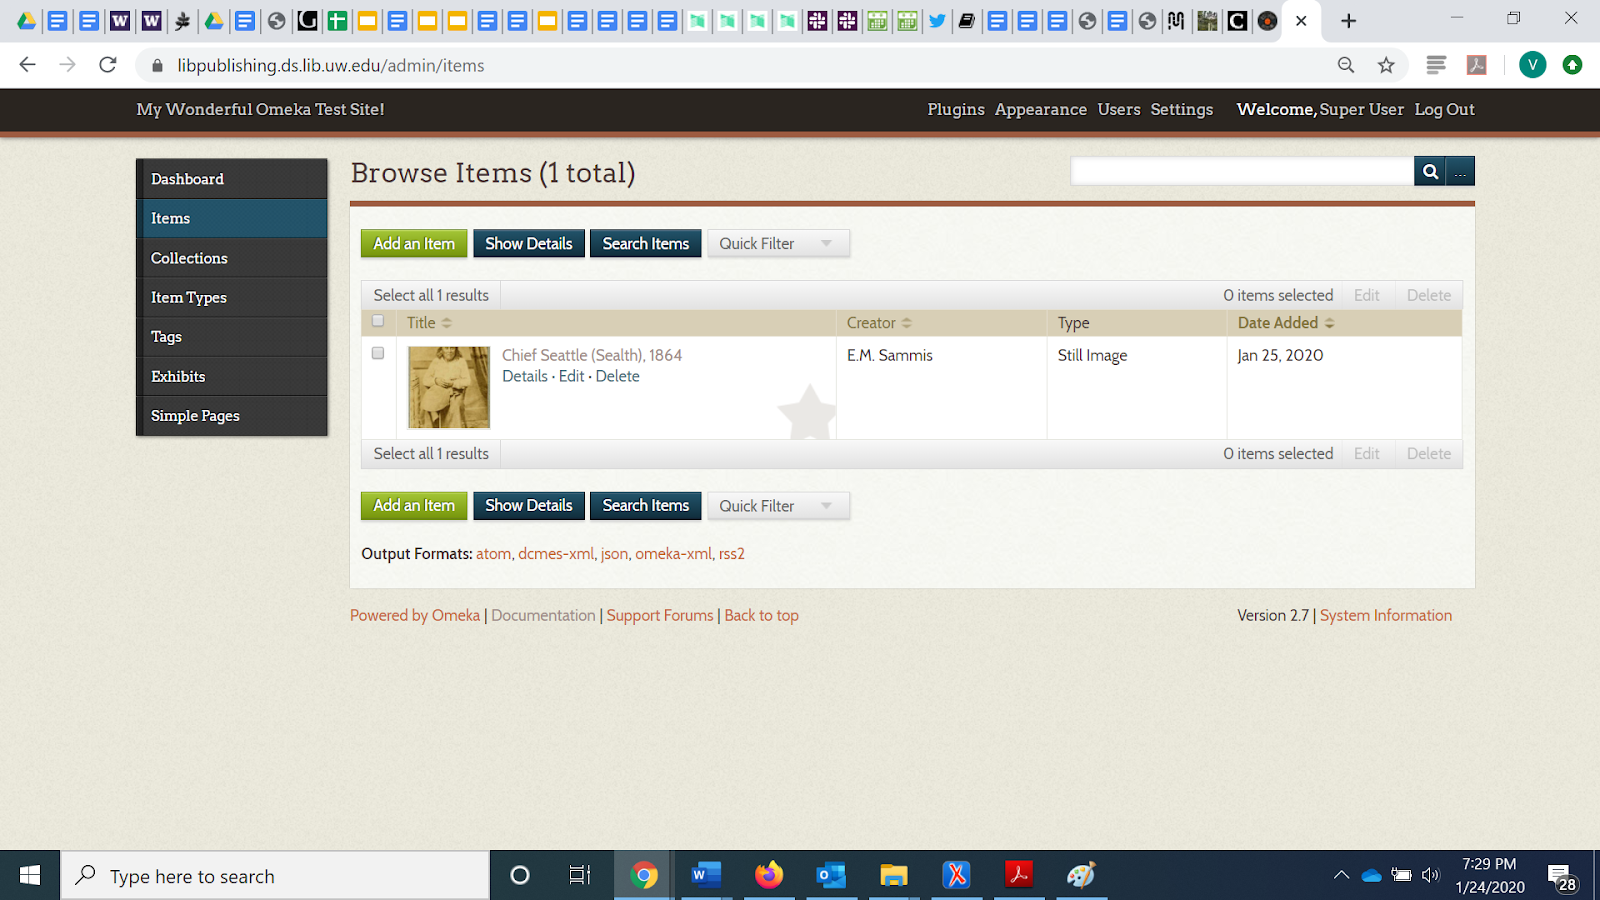 libpublishing.ds.lib.uw.edu/admin/items
V
My Wonderful Omeka Test Site!
Plugins Appearance Users Settings Welcome, Super User Log Out
Dashboard
Items
Collections
Item Types
Tags
Exhibits
Simple Pages
Browse Items (1 total)
...
Add an Item Show Details Search Items Quick Filter
Select all 1 results 0 items selected Edit Delete
Title Creator Type Date Added
Chief Seattle (Sealth), 1864 E.M. Sammis Still Image Jan 25, 2020
Details · Edit · Delete
Select all 1 results 0 items selected Edit Delete
Add an Item Show Details Search Items Quick Filter
Output Formats: atom, dcmes-xml, json, omeka-xml, rss2
Powered by Omeka | Documentation | Support Forums | Back to top Version 2.7 | System Information
Type here to search
7:29 PM
1/24/2020
28